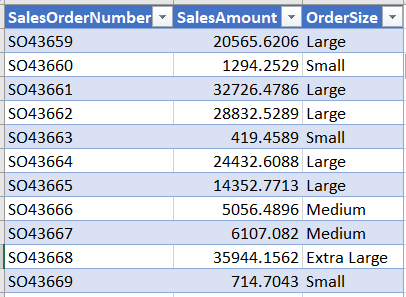 SalesOrderNumber SalesAmount OrderSize
SO43659 20565.6206 Large
SO43660 1294.2529 Small
SO43661 32726.4786 Large
SO43662 28832.5289 Large
SO43663 419.4589 Small
SO43664 24432.6088 Large
SO43665 14352.7713 Large
SO43666 5056.4896 Medium
SO43667 6107.082 Medium
SO43668 35944.1562 Extra Large
SO43669 714.7043 Small